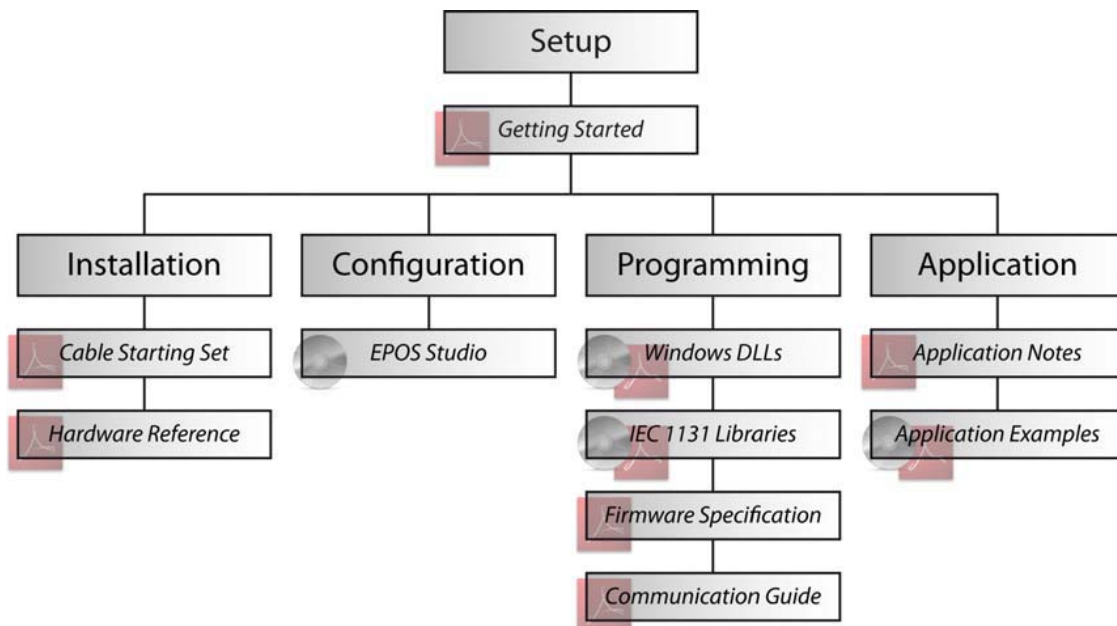 Setup
Getting Started
Installation
Configuration
Programming
Application
Cable Starting Set
EPOS Studio
Windows DLLs
Application Notes
Hardware Reference
IEC 1131 Libraries
Application Examples
Firmware Specification
Communication Guide